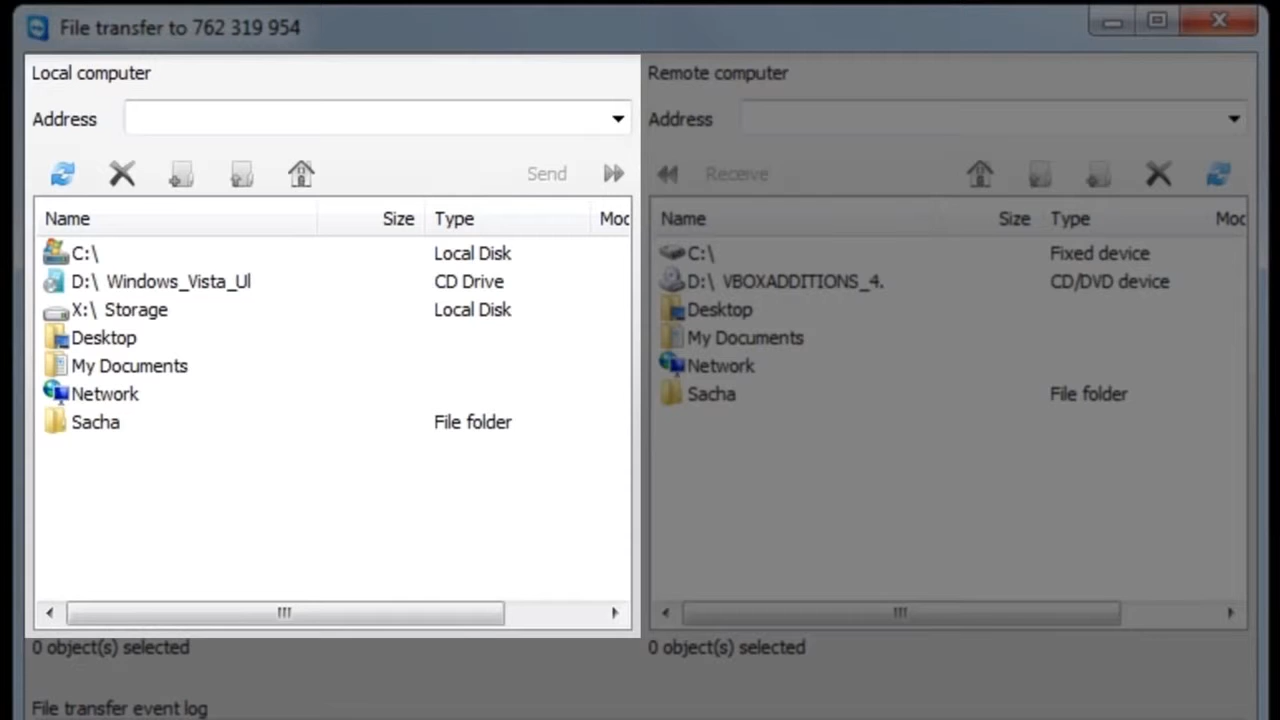 File transfer to 762 319 954
Local computer
Address
Send
Name Size Type Moc
C:\ Local Disk
D:\ Windows_Vista_Ul CD Drive
X:\ Storage Local Disk
Desktop
My Documents
Network
Sacha File folder
0 object(s) selected
Remote computer
Address
Receive
Name Size Type Moc
C:\ Fixed device
D:\ VBOXADDITIONS_4. CD/DVD device
Desktop
My Documents
Network
Sacha File folder
0 object(s) selected
File transfer event log